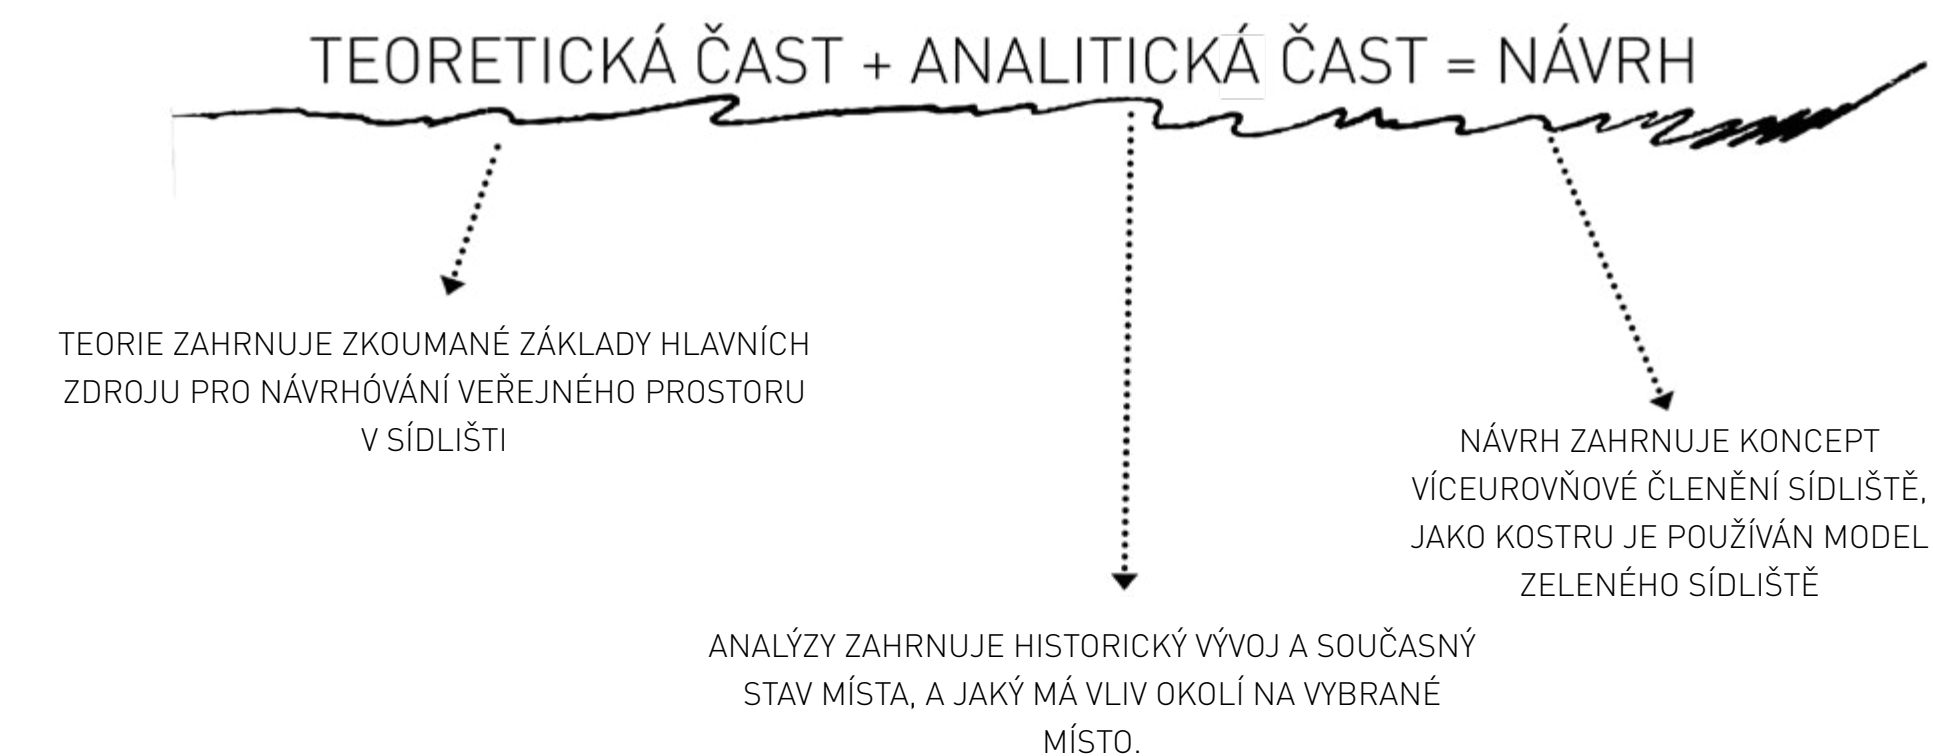 TEORETICKÁ ČAST + ANALITICKÁ ČAST = NÁVRH
TEORIE ZAHRNUJE ZKOUMANÉ ZÁKLADY HLAVNÍCH
ZDROJU PRO NÁVRHÓVÁNÍ VEŘEJNÉHO PROSTORU
V SÍDLIŠTI
NÁVRH ZAHRNUJE KONCEPT
VÍCEUROVŇOVÉ ČLENĚNÍ SÍDLIŠTĚ,
JAKO KOSTRU JE POUŽÍVÁN MODEL
ZELENÉHO SÍDLIŠTĚ
ANALÝZY ZAHRNUJE HISTORICKÝ VÝVOJ A SOUČASNÝ
STAV MÍSTA, A JAKÝ MÁ VLIV OKOLÍ NA VYBRANÉ
MÍSTO.